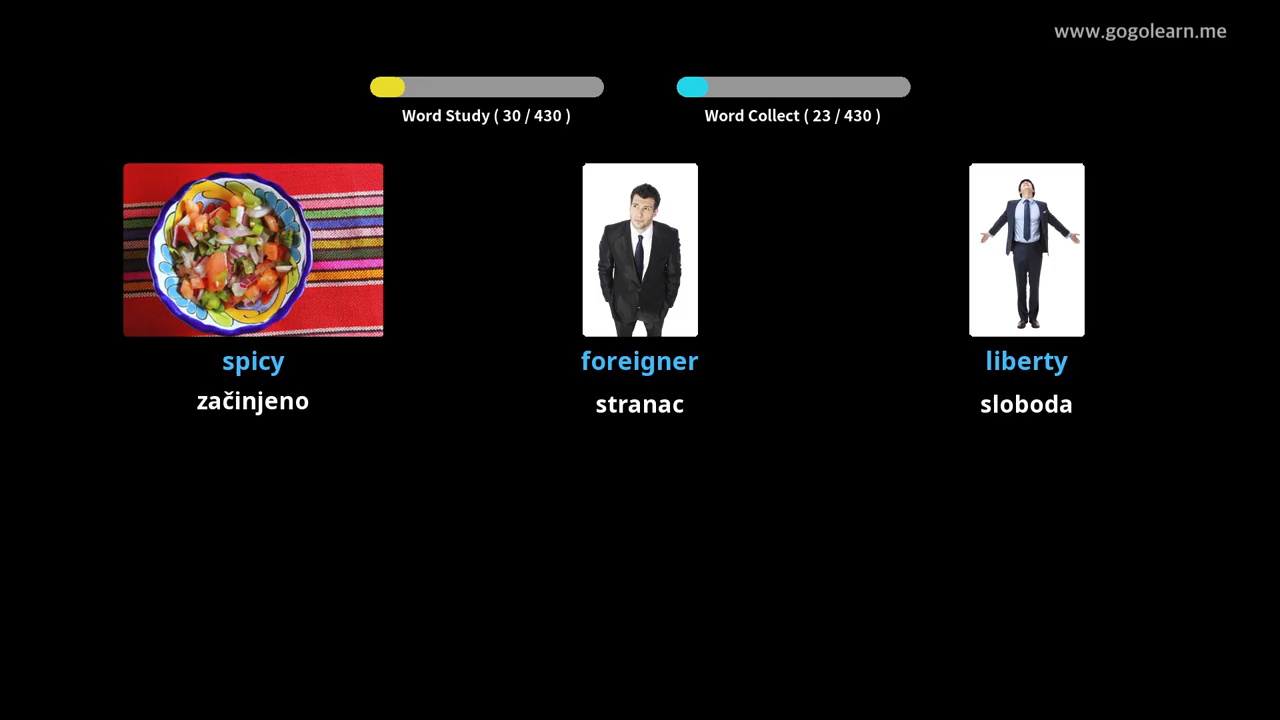 www.gogolearn.me
Word Study ( 30 / 430 )
Word Collect ( 23 / 430 )
spicy
foreigner
liberty
začinjeno
stranac
sloboda